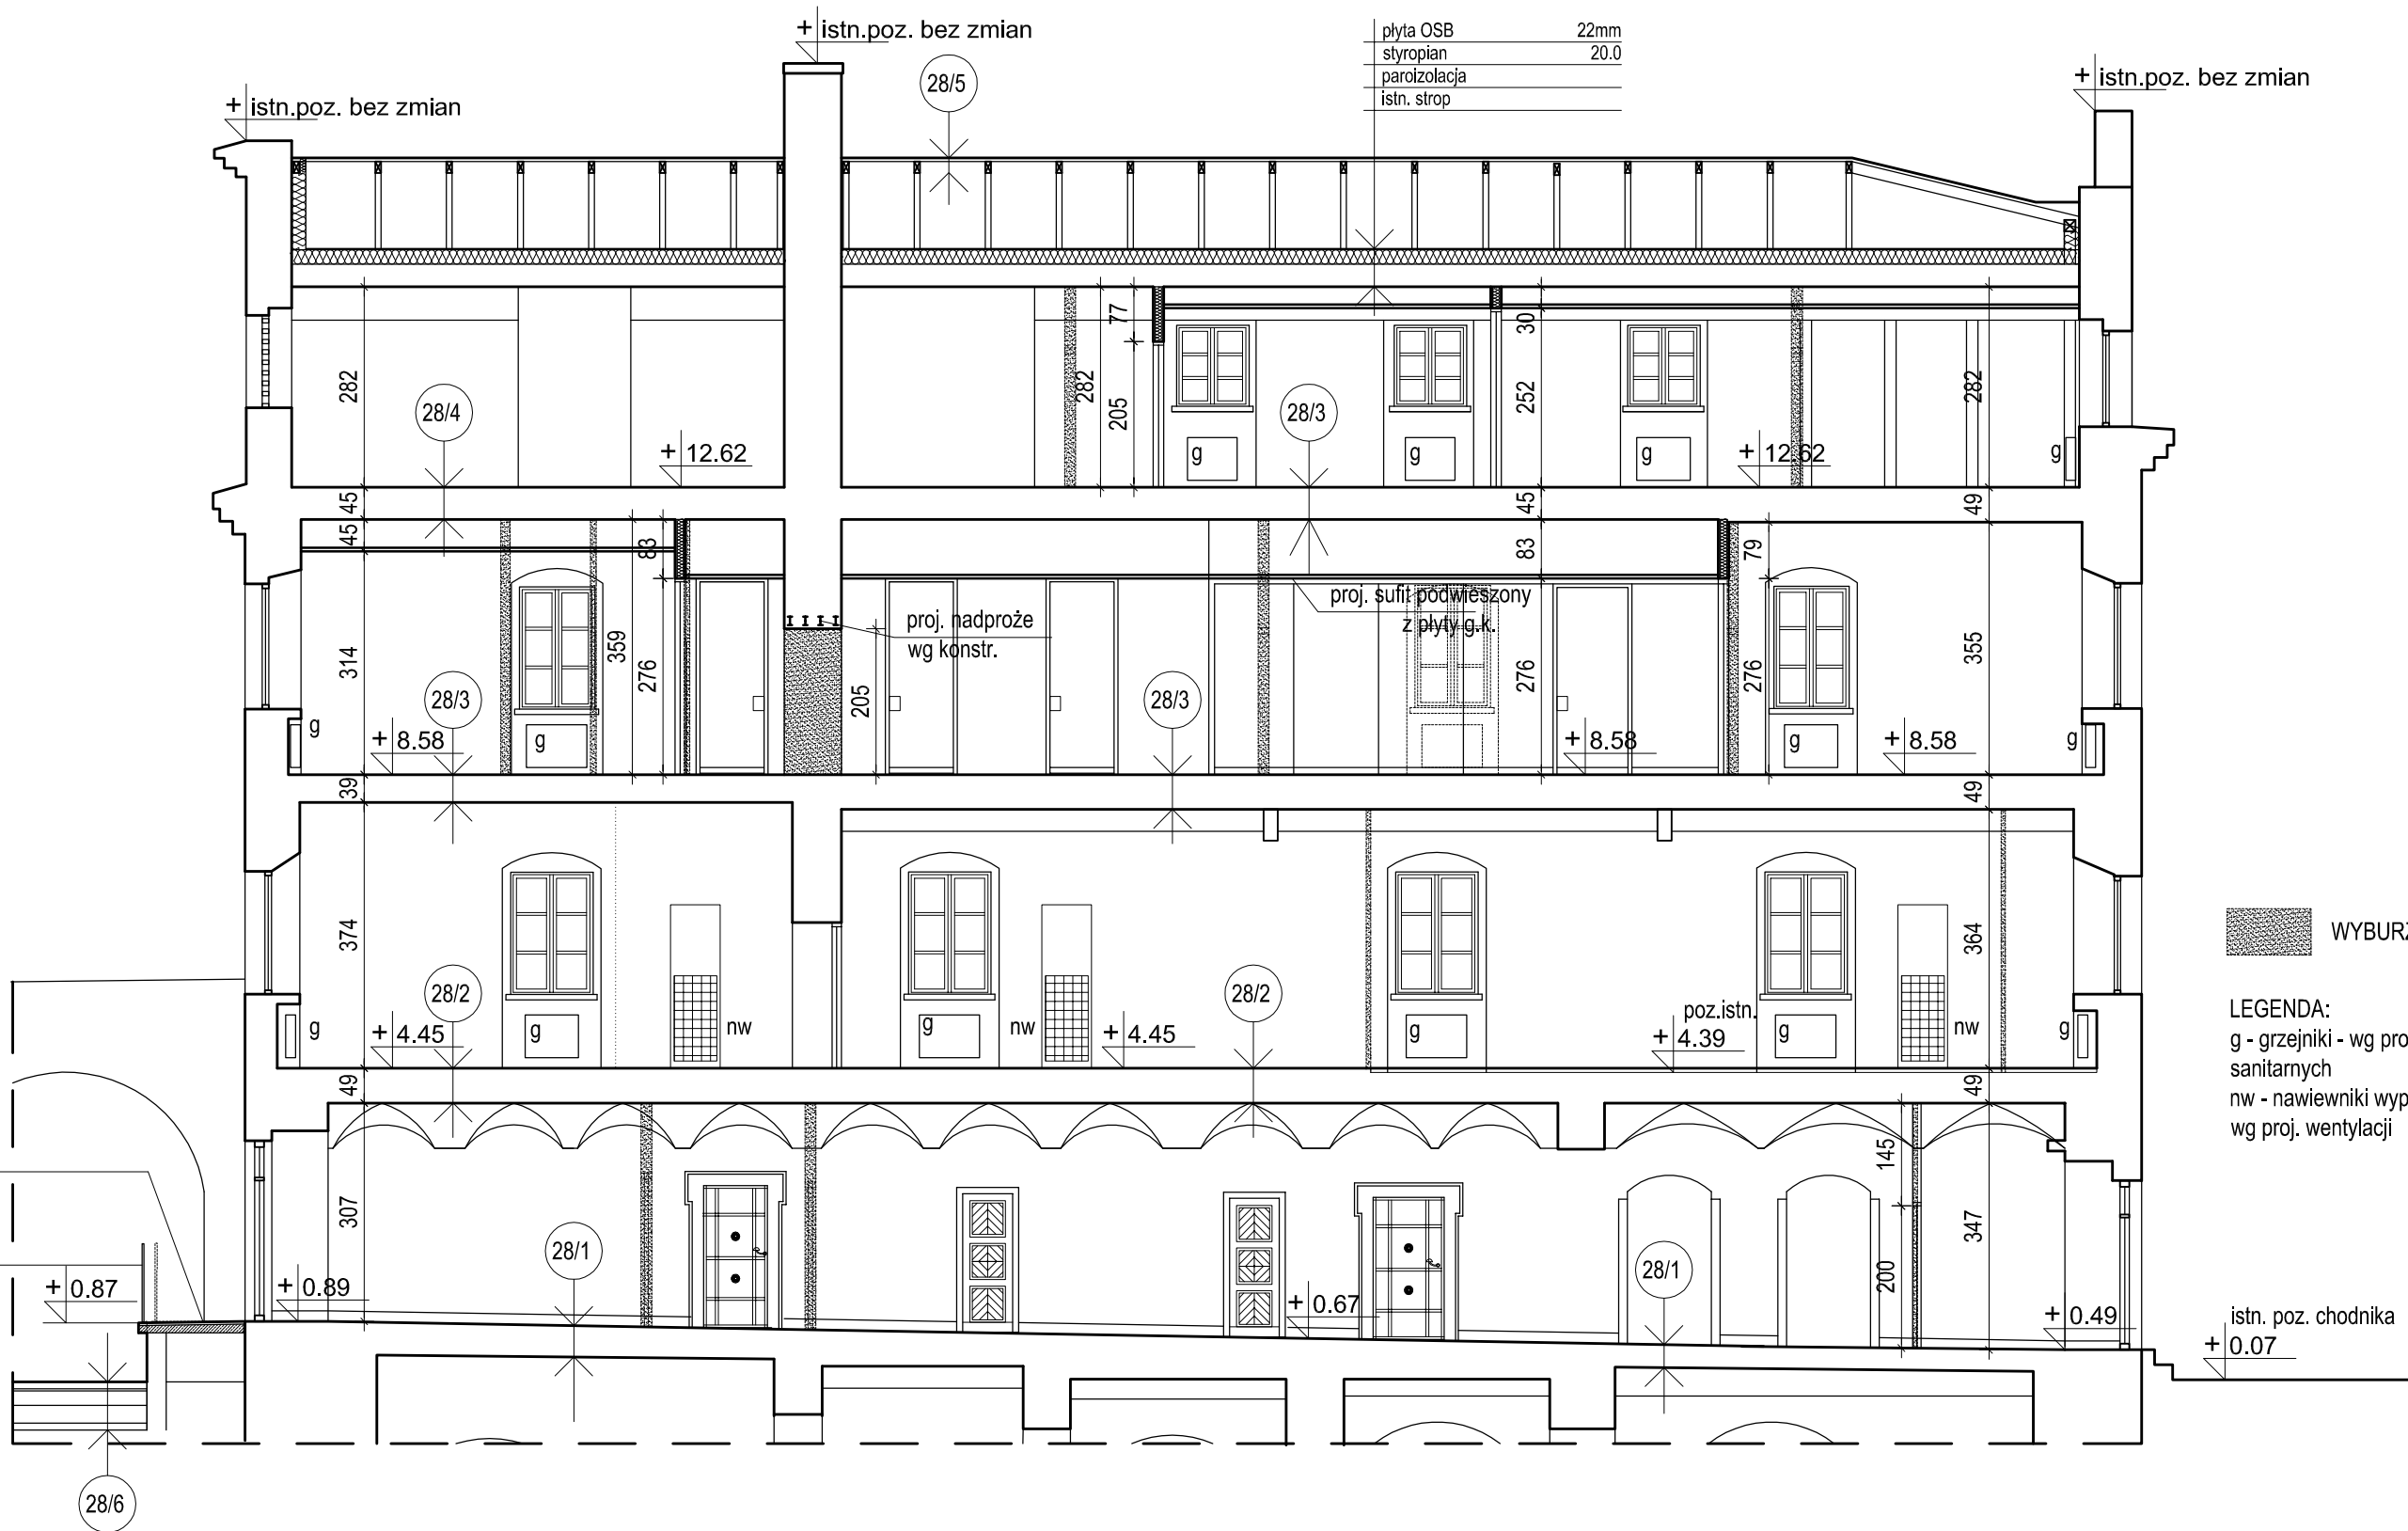 + istn.poz. bez zmian
płyta OSB 22mm
styropian 20.0
paroizolacja
istn. strop
+ istn.poz. bez zmian
28/5
+ istn.poz. bez zmian
77
30
282
28/4
282
205
28/3
252
282
g
g
g
g
+ 12.62
+ 12.62
45
45
49
45
83
83
79
proj. nadproże
wg konstr.
proj. sufit podwieszony
z płyty g.k.
314
359
276
276
276
355
28/3
205
28/3
g
g
g
g
+ 8.58
+ 8.58
+ 8.58
39
49
49
374
364
WYBURZ
28/2
28/2
g
+ 4.45
g
nw
g
nw
+ 4.45
poz.istn.
+ 4.39
g
g
nw
g
LEGENDA:
g - grzejniki - wg pro
sanitarnych
nw - nawiewniki wyp
wg proj. wentylacji
49
49
145
307
347
28/1
28/1
200
+ 0.87
+ 0.89
+ 0.67
+ 0.49
istn. poz. chodnika
+ 0.07
28/6